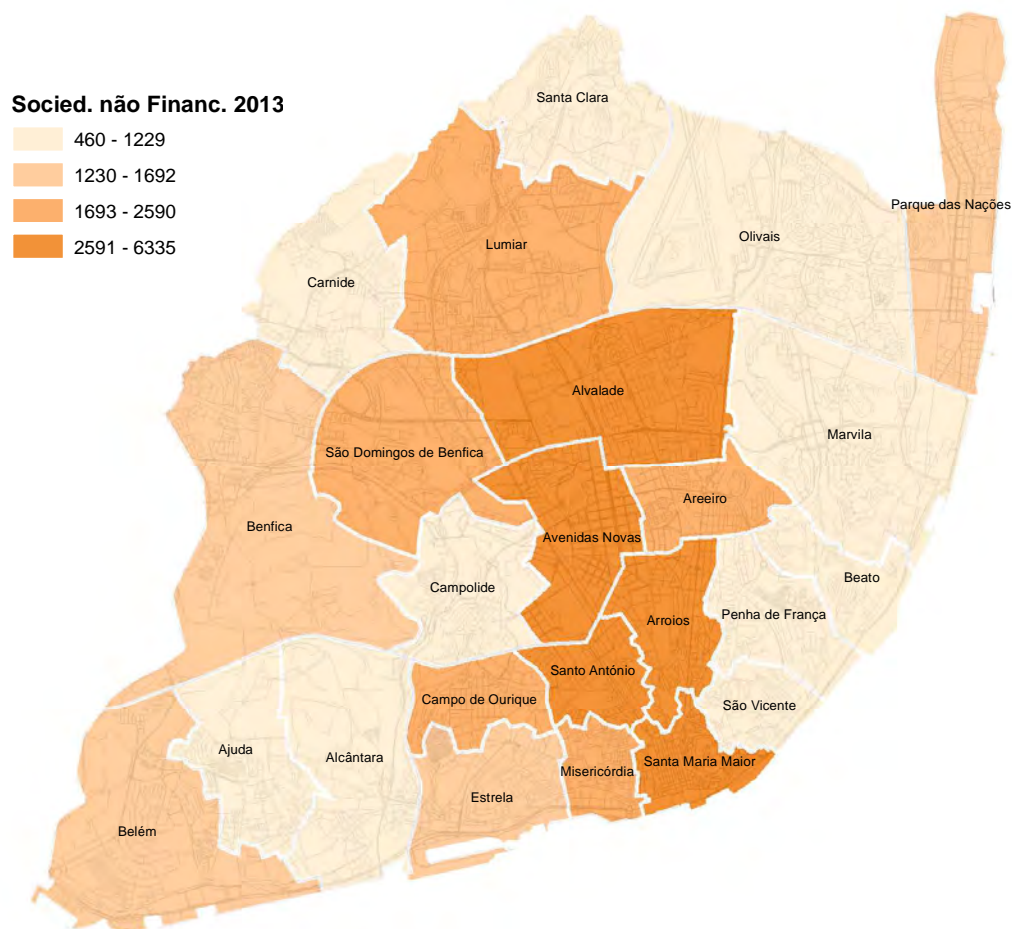 Socied. não Financ. 2013
460 - 1229
1230 - 1692
1693 - 2590
2591 - 6335
Santa Clara
Parque das Nações
Olivais
Lumiar
Carnide
Alvalade
Marvila
São Domingos de Benfica
Areeiro
Benfica
Avenidas Novas
Beato
Campolide
Penha de França
Arroios
Santo António
Campo de Ourique
São Vicente
Ajuda
Alcântara
Santa Maria Maior
Misericórdia
Estrela
Belém